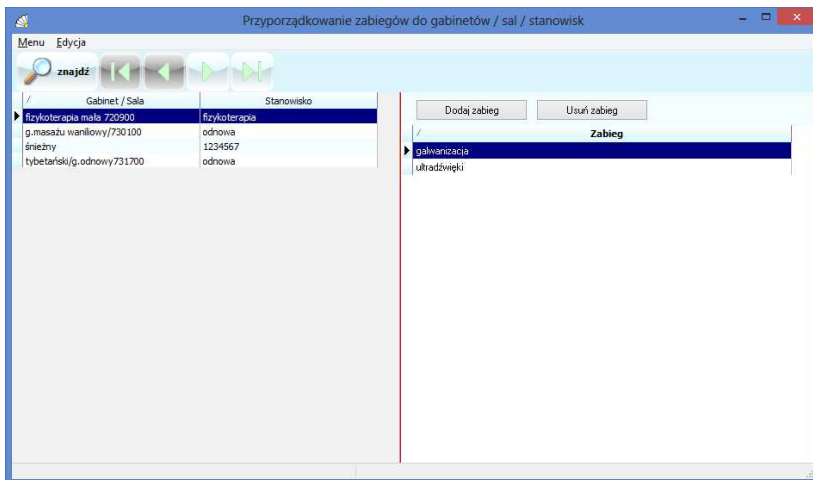 Przyporządkowanie zabiegów do gabinetów / sal / stanowisk
Menu Edycja
znajdź
/ Gabinet / Sala Stanowisko
fizykoterapia mała 720900 fizykoterapia
g.masażu waniliowy/730100 odnowa
śnieżny 1234567
tybetański/g.odnowy731700 odnowa
Dodaj zabieg Usuń zabieg
/ Zabieg
galwanizacja
ultradźwięki